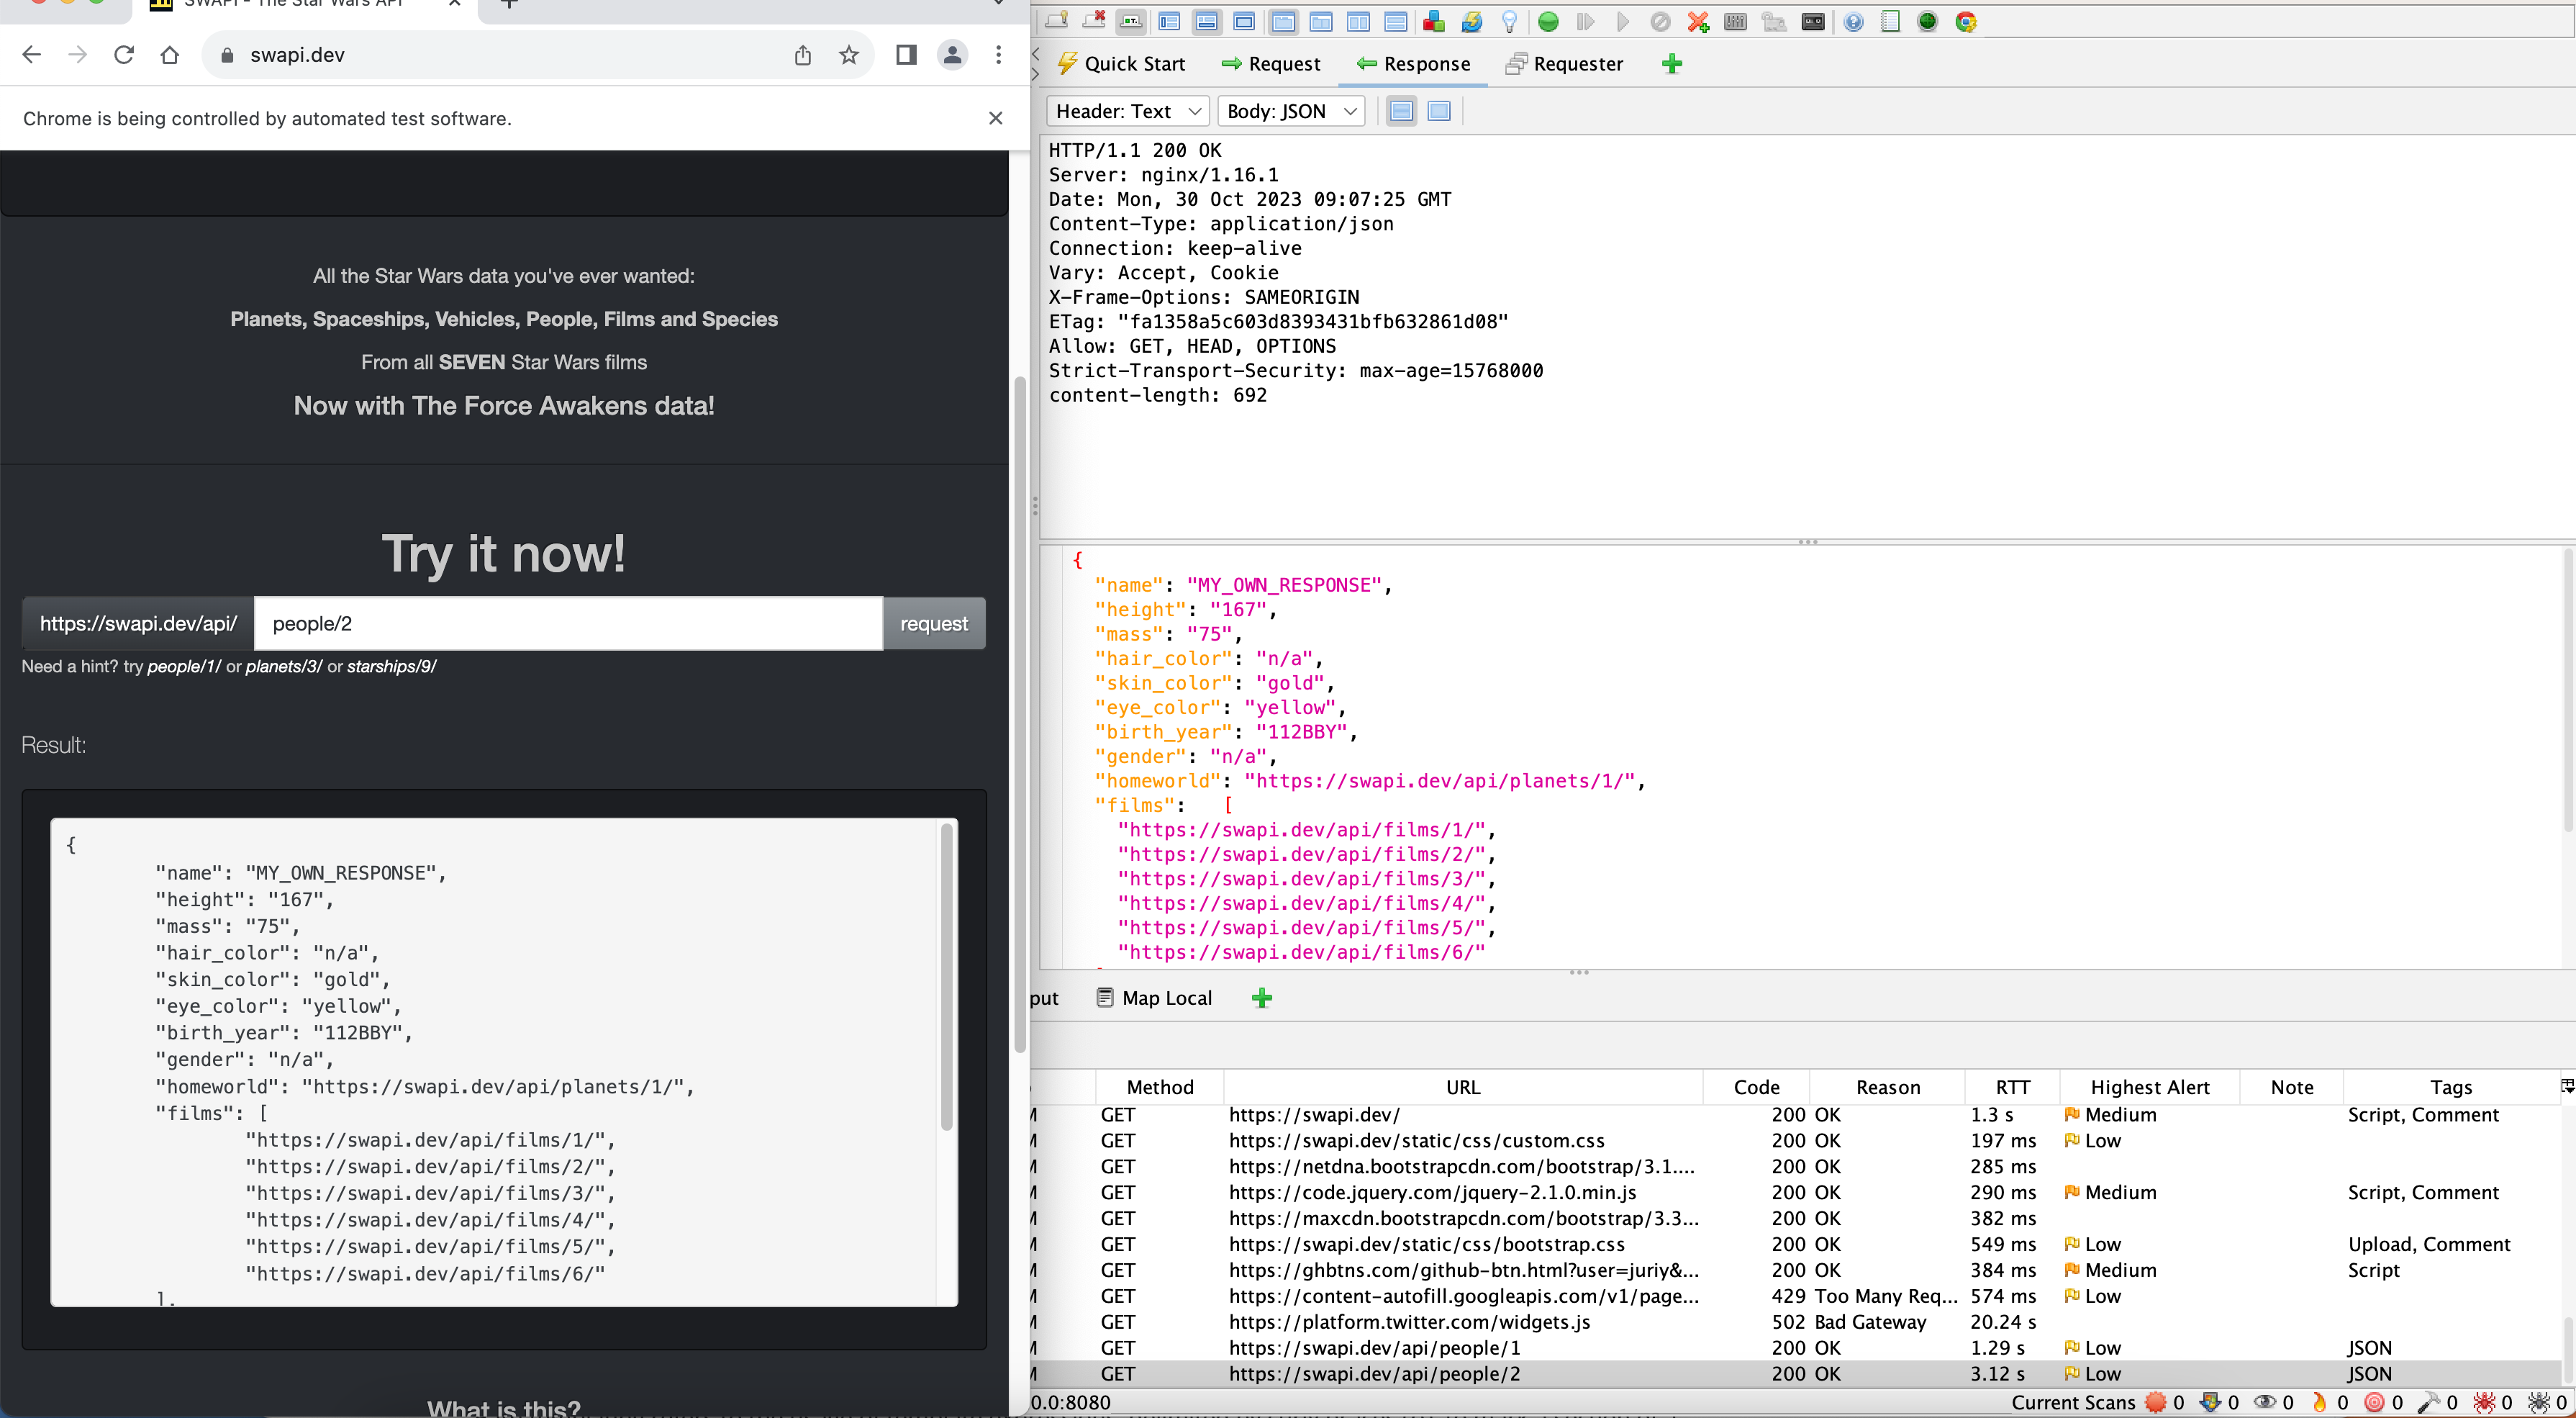 SWAPI - The Star Wars API
swapi.dev
Chrome is being controlled by automated test software.
All the Star Wars data you've ever wanted:
Planets, Spaceships, Vehicles, People, Films and Species
From all SEVEN Star Wars films
Now with The Force Awakens data!
Try it now!
https://swapi.dev/api/ people/2 request
Need a hint? try people/1/ or planets/3/ or starships/9/
Result:
{
"name": "MY_OWN_RESPONSE",
"height": "167",
"mass": "75",
"hair_color": "n/a",
"skin_color": "gold",
"eye_color": "yellow",
"birth_year": "112BBY",
"gender": "n/a",
"homeworld": "https://swapi.dev/api/planets/1/",
"films": [
"https://swapi.dev/api/films/1/",
"https://swapi.dev/api/films/2/",
"https://swapi.dev/api/films/3/",
"https://swapi.dev/api/films/4/",
"https://swapi.dev/api/films/5/",
"https://swapi.dev/api/films/6/"
],
What is this?
Quick Start Request Response Requester
Header: Text Body: JSON
HTTP/1.1 200 OK
Server: nginx/1.16.1
Date: Mon, 30 Oct 2023 09:07:25 GMT
Content-Type: application/json
Connection: keep-alive
Vary: Accept, Cookie
X-Frame-Options: SAMEORIGIN
ETag: "fa1358a5c603d8393431bfb632861d08"
Allow: GET, HEAD, OPTIONS
Strict-Transport-Security: max-age=15768000
content-length: 692
{
"name": "MY_OWN_RESPONSE",
"height": "167",
"mass": "75",
"hair_color": "n/a",
"skin_color": "gold",
"eye_color": "yellow",
"birth_year": "112BBY",
"gender": "n/a",
"homeworld": "https://swapi.dev/api/planets/1/",
"films": [
"https://swapi.dev/api/films/1/",
"https://swapi.dev/api/films/2/",
"https://swapi.dev/api/films/3/",
"https://swapi.dev/api/films/4/",
"https://swapi.dev/api/films/5/",
"https://swapi.dev/api/films/6/"
put Map Local
Method URL Code Reason RTT Highest Alert Note Tags
GET https://swapi.dev/ 200 OK 1.3 s Medium Script, Comment
GET https://swapi.dev/static/css/custom.css 200 OK 197 ms Low
GET https://netdna.bootstrapcdn.com/bootstrap/3.1.... 200 OK 285 ms
GET https://code.jquery.com/jquery-2.1.0.min.js 200 OK 290 ms Medium Script, Comment
GET https://maxcdn.bootstrapcdn.com/bootstrap/3.3... 200 OK 382 ms
GET https://swapi.dev/static/css/bootstrap.css 200 OK 549 ms Low Upload, Comment
GET https://ghbtns.com/github-btn.html?user=juriy&... 200 OK 384 ms Medium Script
GET https://content-autofill.googleapis.com/v1/page... 429 Too Many Req... 574 ms Low
GET https://platform.twitter.com/widgets.js 502 Bad Gateway 20.24 s
GET https://swapi.dev/api/people/1 200 OK 1.29 s Low JSON
GET https://swapi.dev/api/people/2 200 OK 3.12 s Low JSON
0.0:8080 Current Scans 0 0 0 0 0 0 0 0